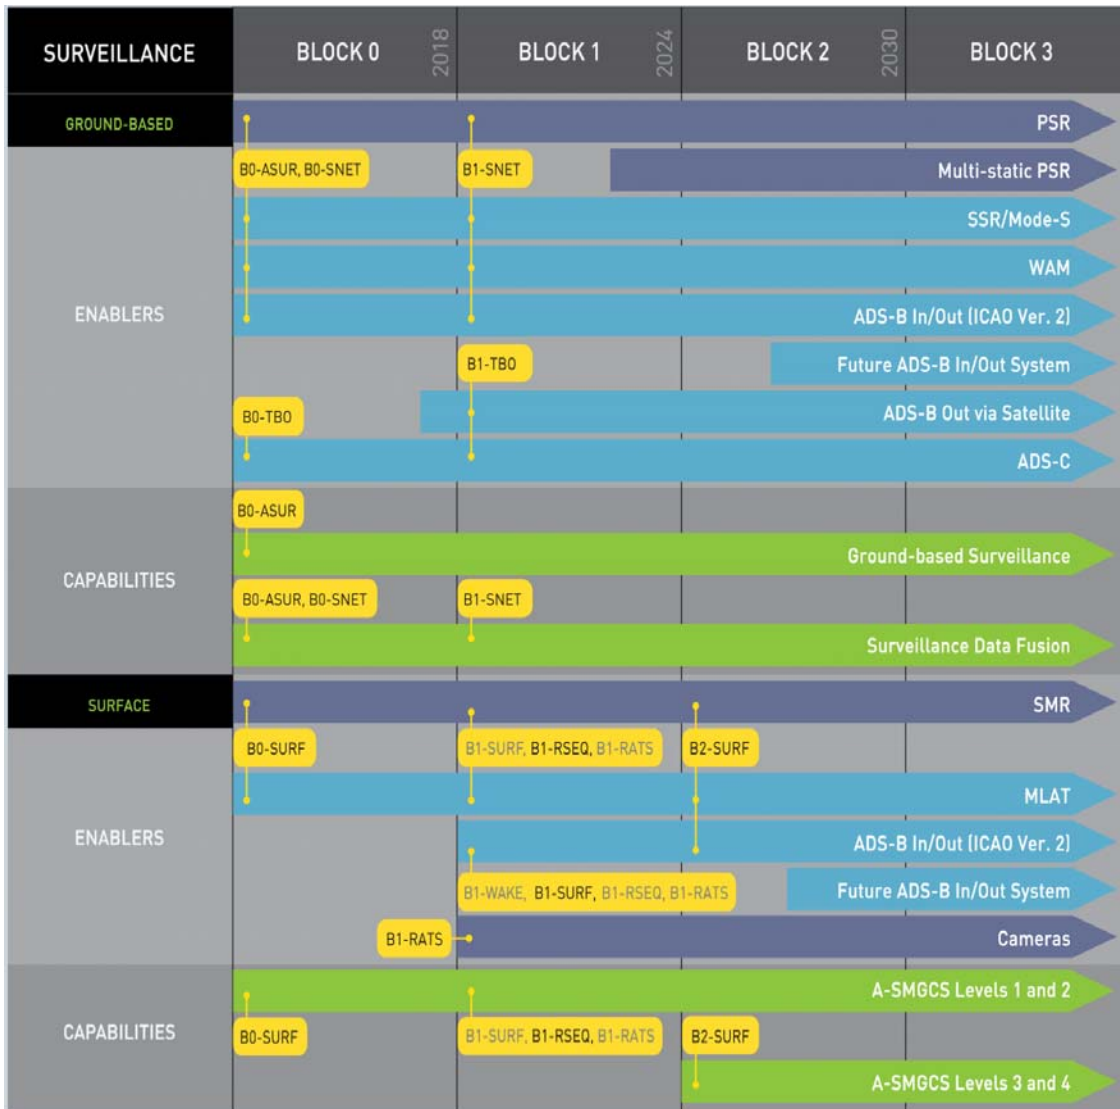 SURVEILLANCE BLOCK 0 2018 BLOCK 1 2024 BLOCK 2 2030 BLOCK 3
GROUND-BASED
PSR
B0-ASUR, B0-SNET
B1-SNET
Multi-static PSR
SSR/Mode-S
WAM
ENABLERS
ADS-B In/Out (ICAO Ver. 2)
B1-TBO
Future ADS-B In/Out System
B0-TBO
ADS-B Out via Satellite
ADS-C
B0-ASUR
Ground-based Surveillance
CAPABILITIES
B0-ASUR, B0-SNET
B1-SNET
Surveillance Data Fusion
SURFACE
SMR
B0-SURF
B1-SURF, B1-RSEQ, B1-RATS
B2-SURF
MLAT
ENABLERS
ADS-B In/Out (ICAO Ver. 2)
B1-WAKE, B1-SURF, B1-RSEQ, B1-RATS
Future ADS-B In/Out System
B1-RATS
Cameras
A-SMGCS Levels 1 and 2
CAPABILITIES
B0-SURF
B1-SURF, B1-RSEQ, B1-RATS
B2-SURF
A-SMGCS Levels 3 and 4